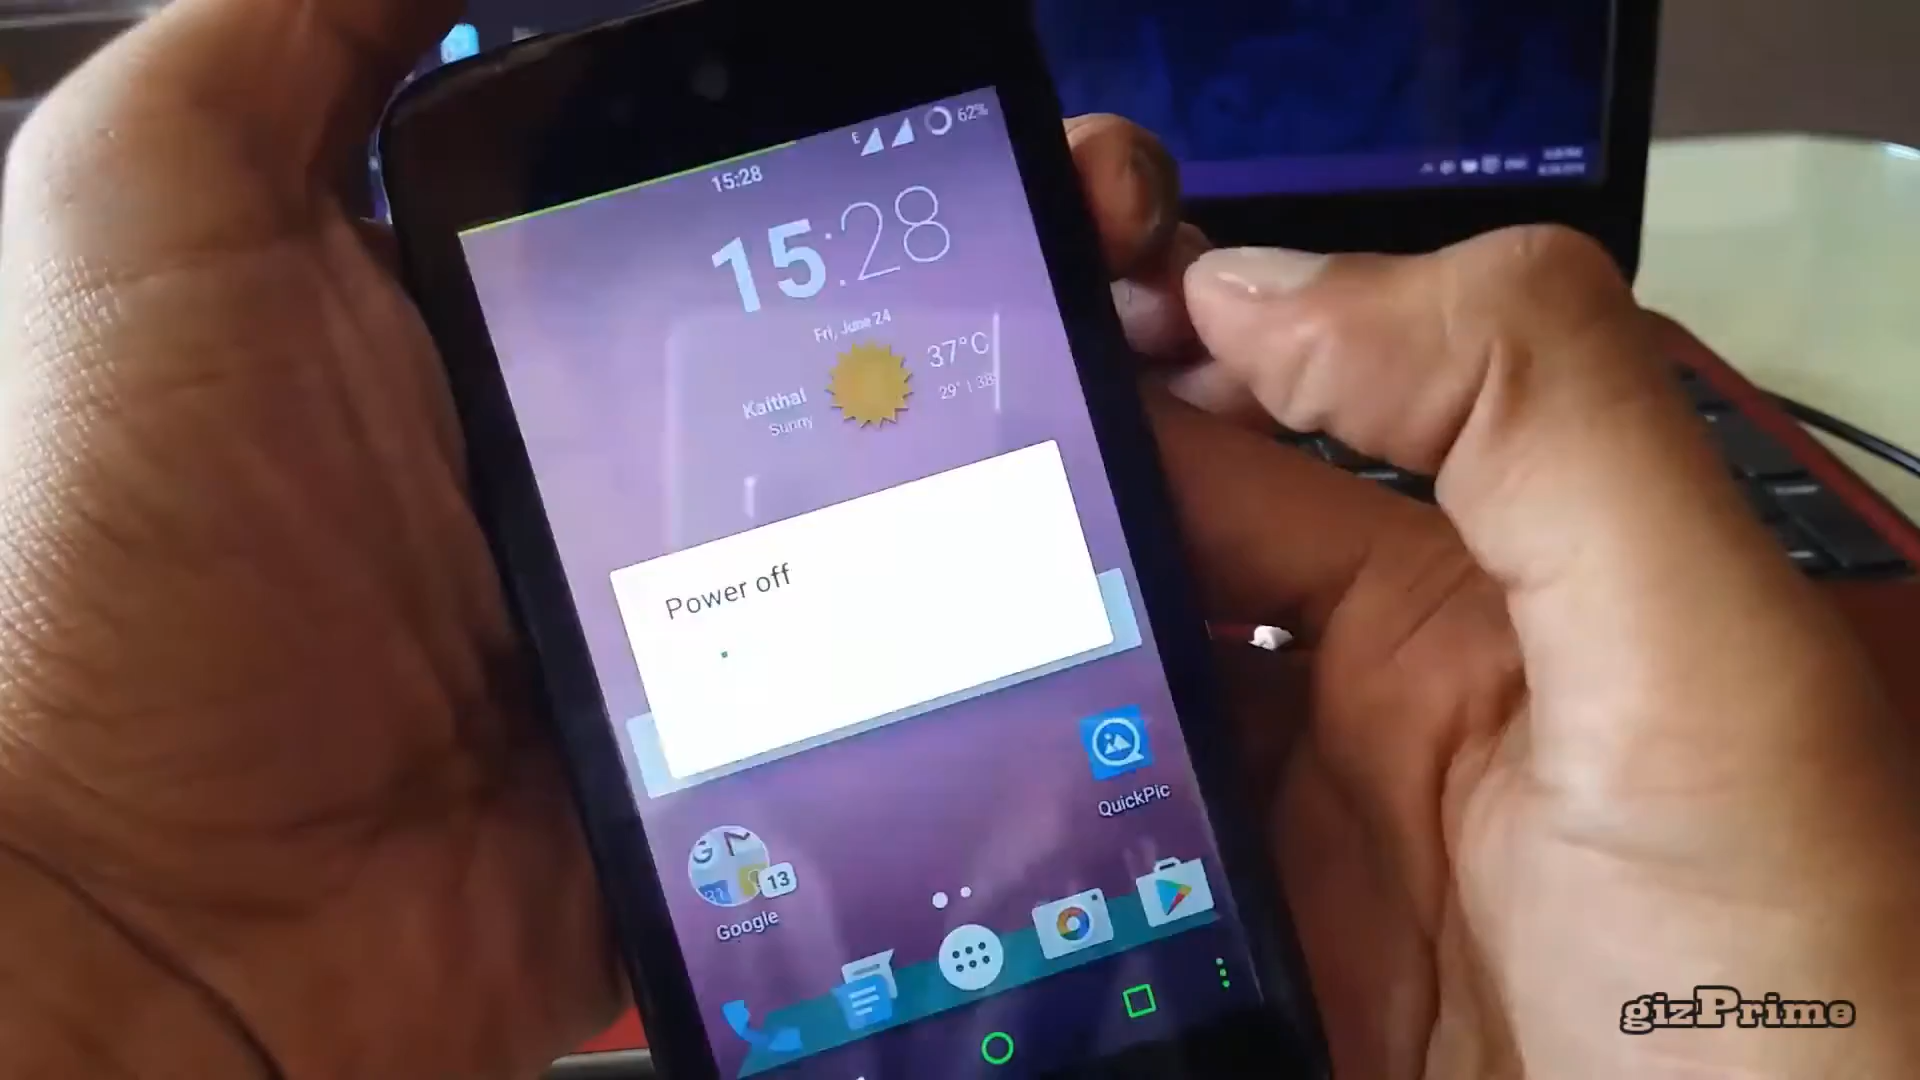 E
62%
15:28
15:28
Fri, June 24
37°C
Kaithal
29° | 38
Sunny
Power off
QuickPic
G
31
13
Google
gizPrime